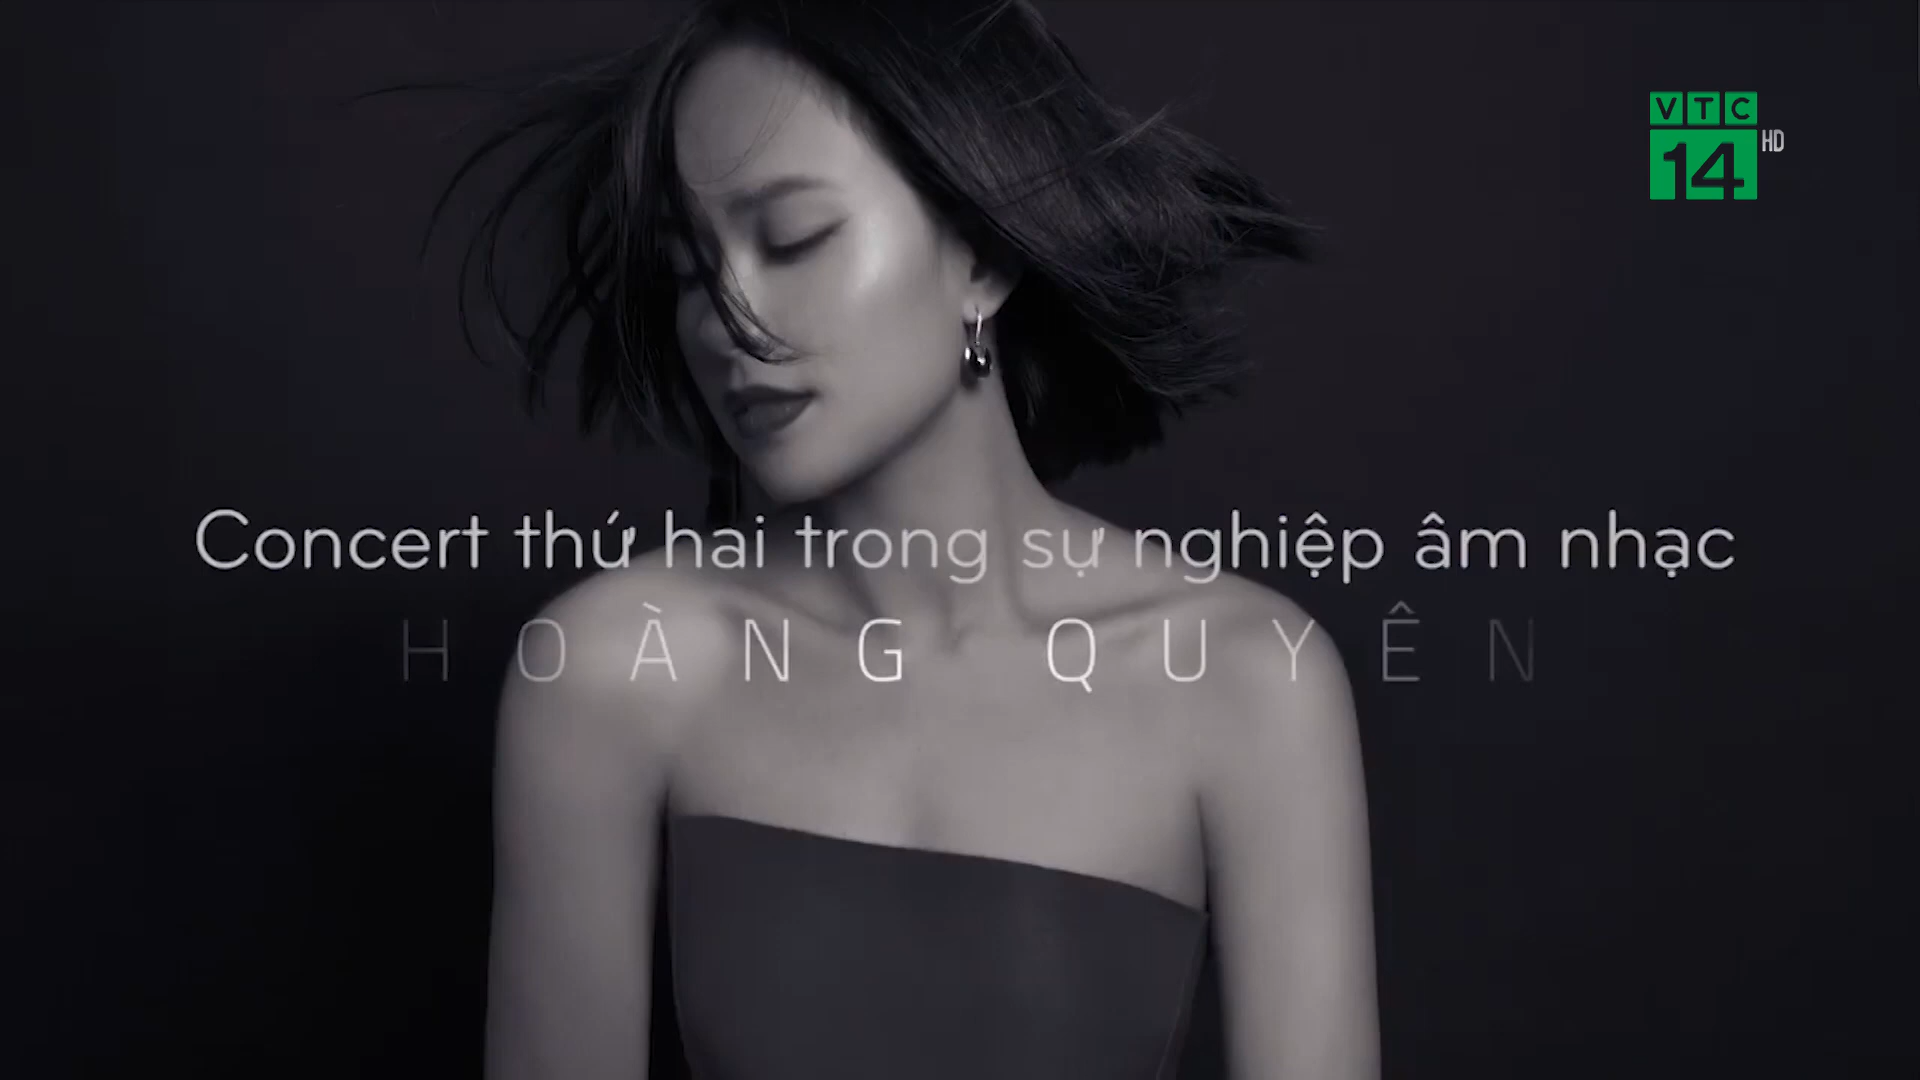 VTC
14 HD
Concert thứ hai trong sự nghiệp âm nhạc
HOÀNG QUYÊN